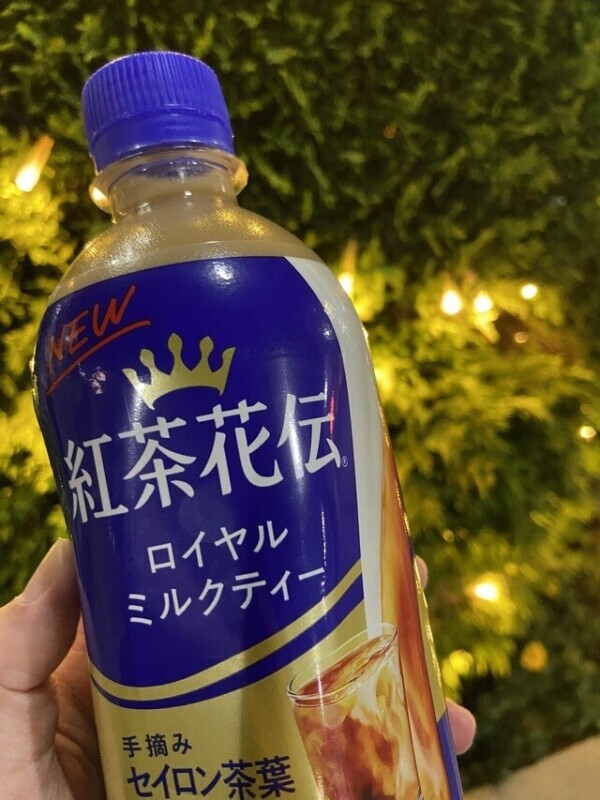 NEW
紅茶花伝®
ロイヤル
ミルクティー
手摘み
セイロン茶葉